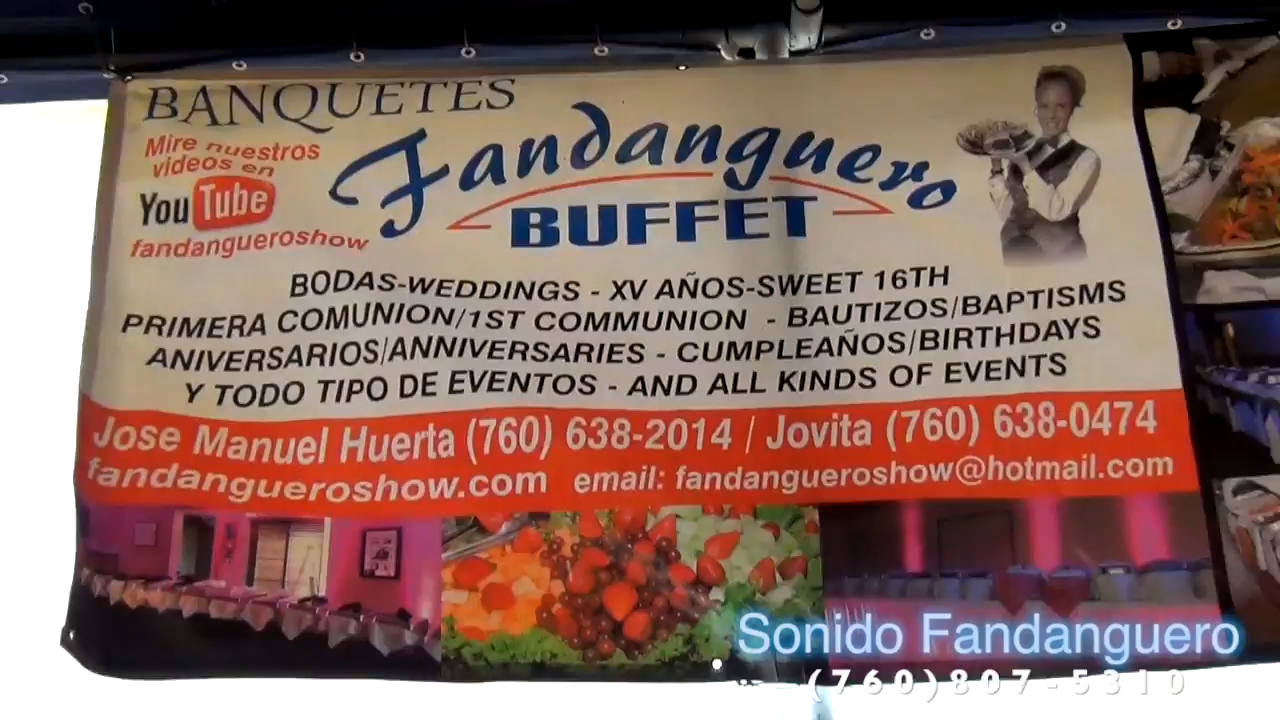 BANQUETES
Fandanguero
BUFFET
Mire nuestros
videos en
YouTube
fandangueroshow
BODAS-WEDDINGS - XV AÑOS-SWEET 16TH
PRIMERA COMUNION/1ST COMMUNION - BAUTIZOS/BAPTISMS
ANIVERSARIOS/ANNIVERSARIES - CUMPLEAÑOS/BIRTHDAYS
Y TODO TIPO DE EVENTOS - AND ALL KINDS OF EVENTS
Jose Manuel Huerta (760) 638-2014 / Jovita (760) 638-0474
fandangueroshow.com email: fandangueroshow@hotmail.com
Sonido Fandanguero
(760)807-5310